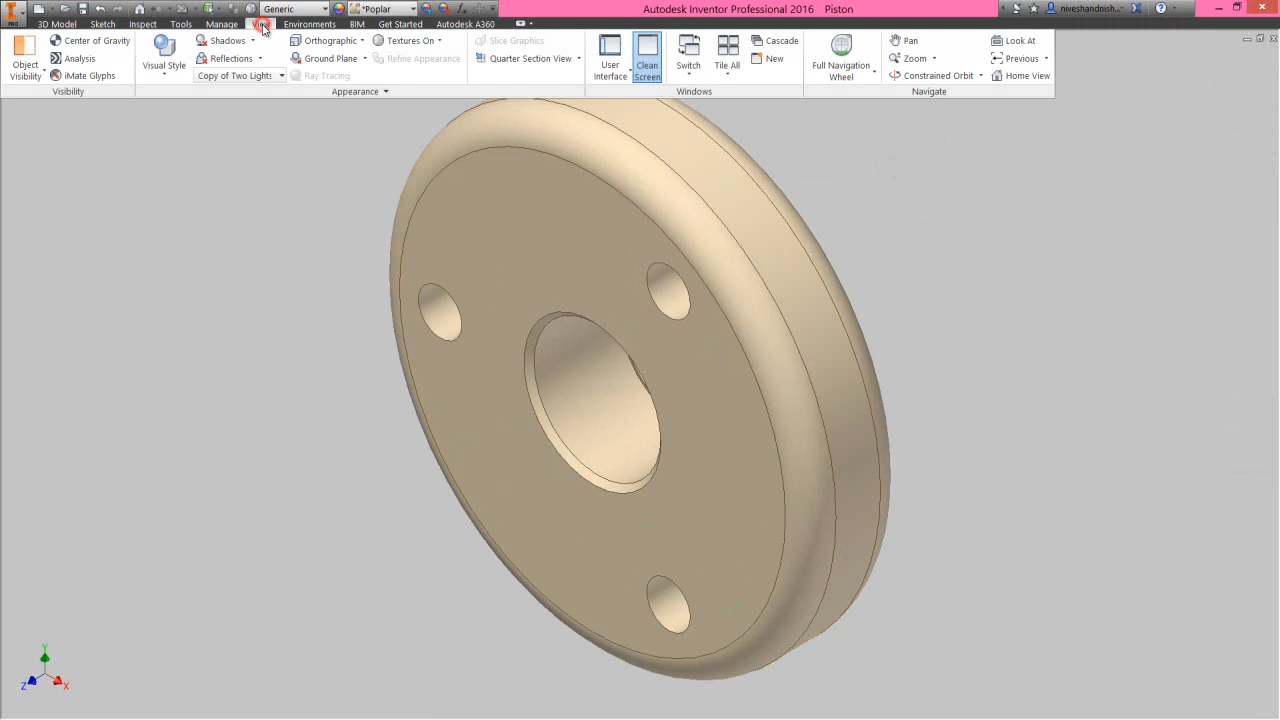 Generic *Poplar Autodesk Inventor Professional 2016 Piston niveshandnish...
PRO 3D Model Sketch Inspect Tools Manage View Environments BIM Get Started Autodesk A360
Object Visibility
Center of Gravity
Analysis
iMate Glyphs
Visibility
Visual Style
Shadows
Reflections
Copy of Two Lights
Orthographic
Ground Plane
Ray Tracing
Textures On
Refine Appearance
Appearance
Slice Graphics
Quarter Section View
User Interface
Clean Screen
Switch
Tile All
Cascade
New
Windows
Full Navigation Wheel
Pan
Zoom
Constrained Orbit
Look At
Previous
Home View
Navigate
Y
Z
X